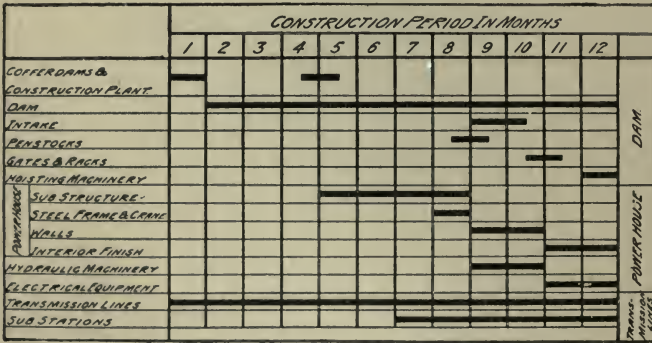 CONSTRUCTION PERIOD IN MONTHS
1 2 3 4 5 6 7 8 9 10 11 12
COFFERDAMS &
CONSTRUCTION PLANT
DAM
INTAKE
PENSTOCKS
GATES & RACKS
HOISTING MACHINERY
DAM.
POWER HOUSE
SUB STRUCTURE-
STEEL FRAME & CRANE
WALLS
INTERIOR FINISH
HYDRAULIC MACHINERY
ELECTRICAL EQUIPMENT
POWER HOUSE
TRANSMISSION LINES
SUB STATIONS
TRANS-
MISSION
LINES